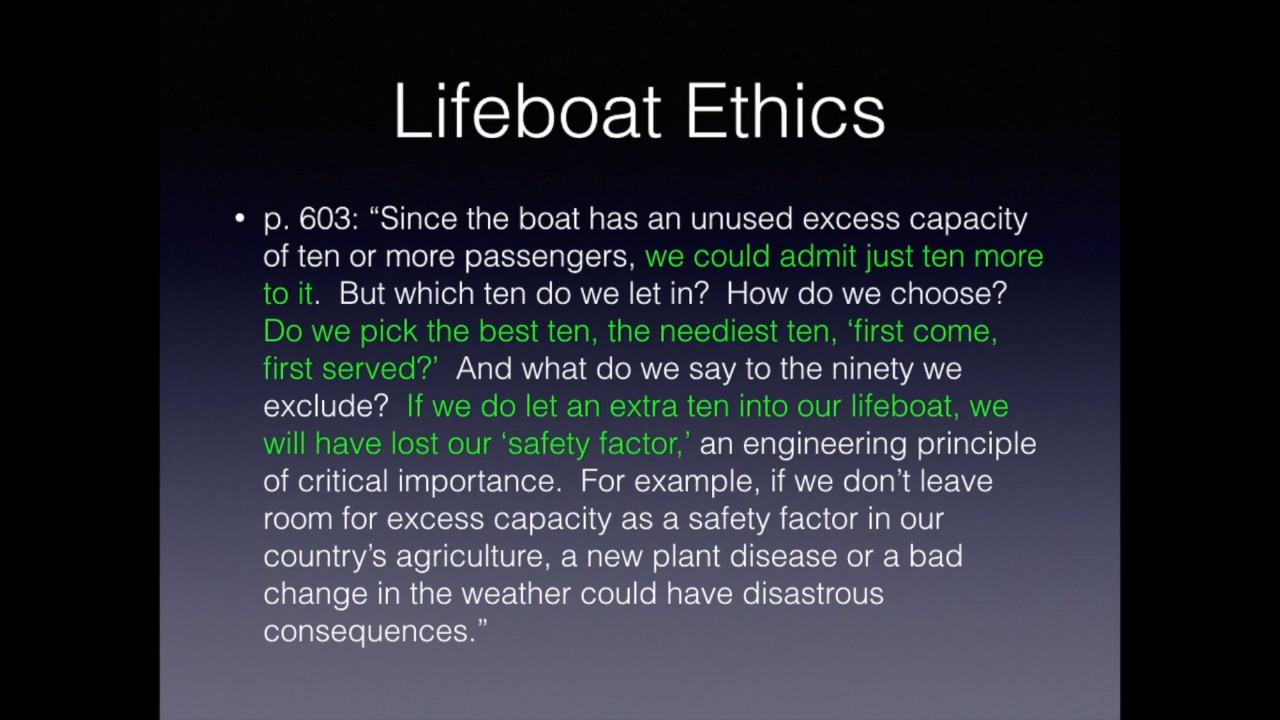 Lifeboat Ethics
• p. 603: “Since the boat has an unused excess capacity
of ten or more passengers, we could admit just ten more
to it.  But which ten do we let in?  How do we choose?
Do we pick the best ten, the neediest ten, ‘first come,
first served?’  And what do we say to the ninety we
exclude?  If we do let an extra ten into our lifeboat, we
will have lost our ‘safety factor,’ an engineering principle
of critical importance.  For example, if we don’t leave
room for excess capacity as a safety factor in our
country’s agriculture, a new plant disease or a bad
change in the weather could have disastrous
consequences.”